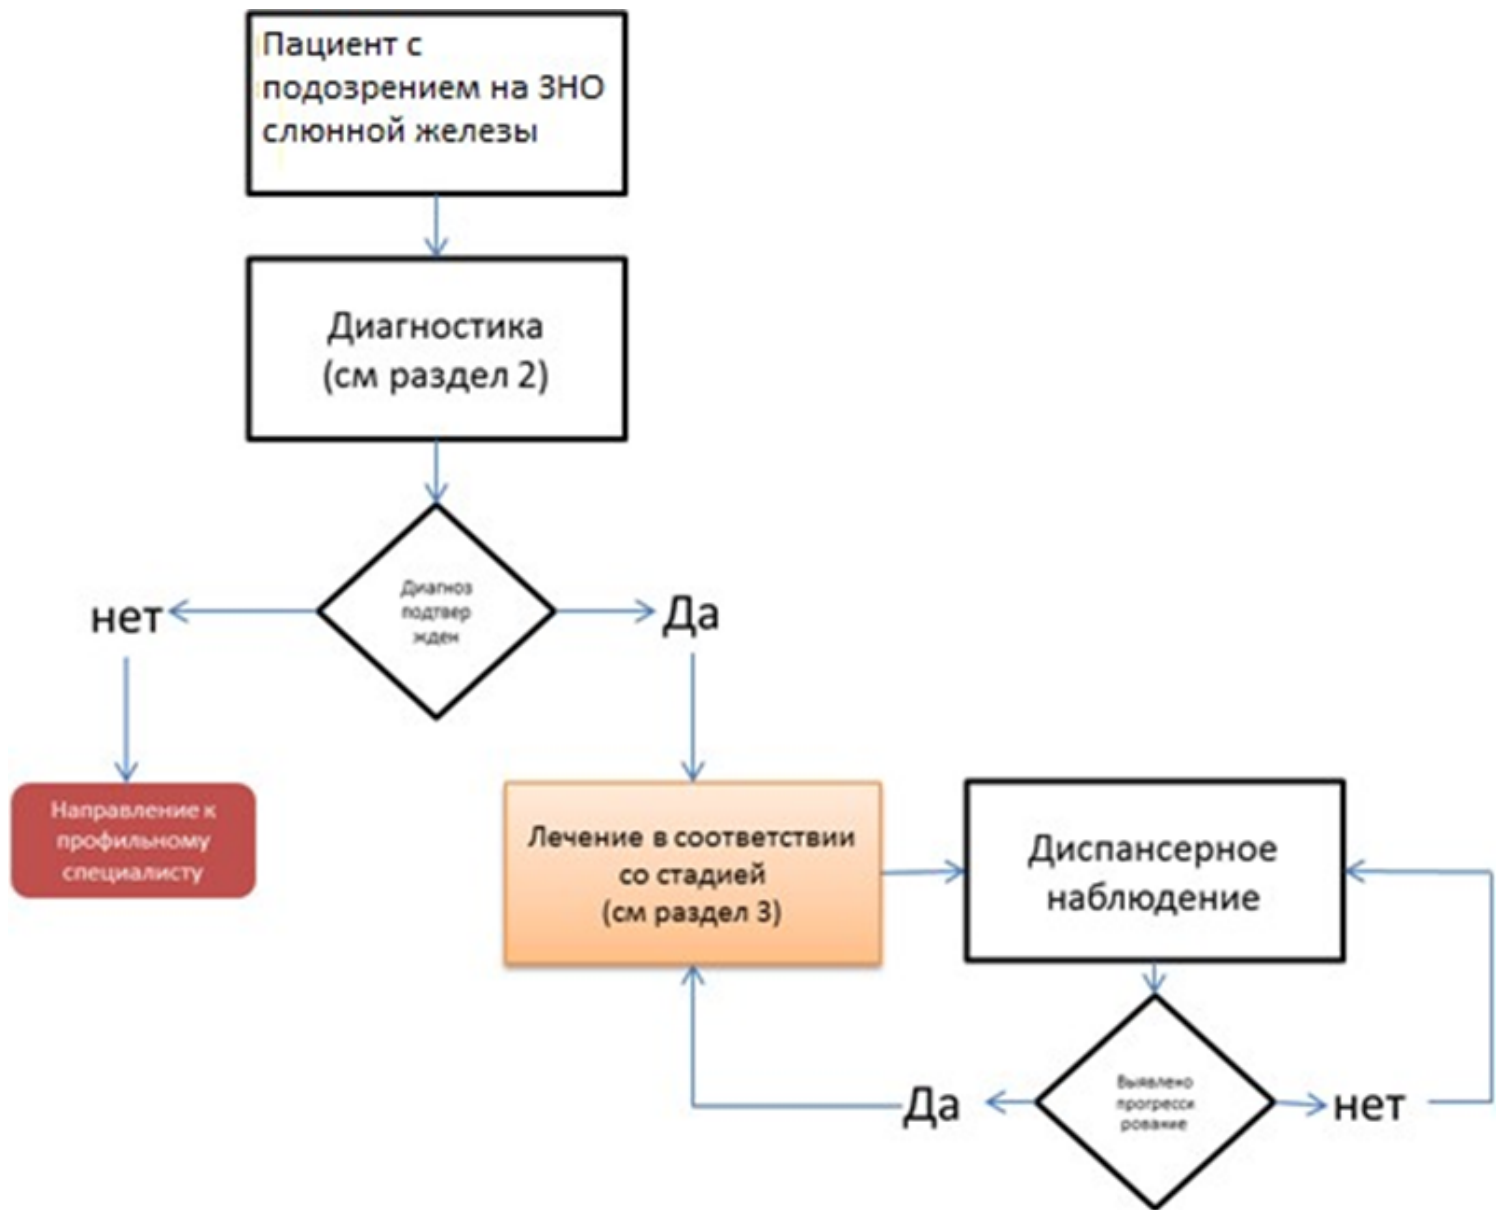 Пациент с
подозрением на ЗНО
слюнной железы
Диагностика
(см раздел 2)
Диагноз
подтвер
жден
нет
Да
Направление к
профильному
специалисту
Лечение в соответствии
со стадией
(см раздел 3)
Диспансерное
наблюдение
Выявлено
прогресси
рование
Да
нет